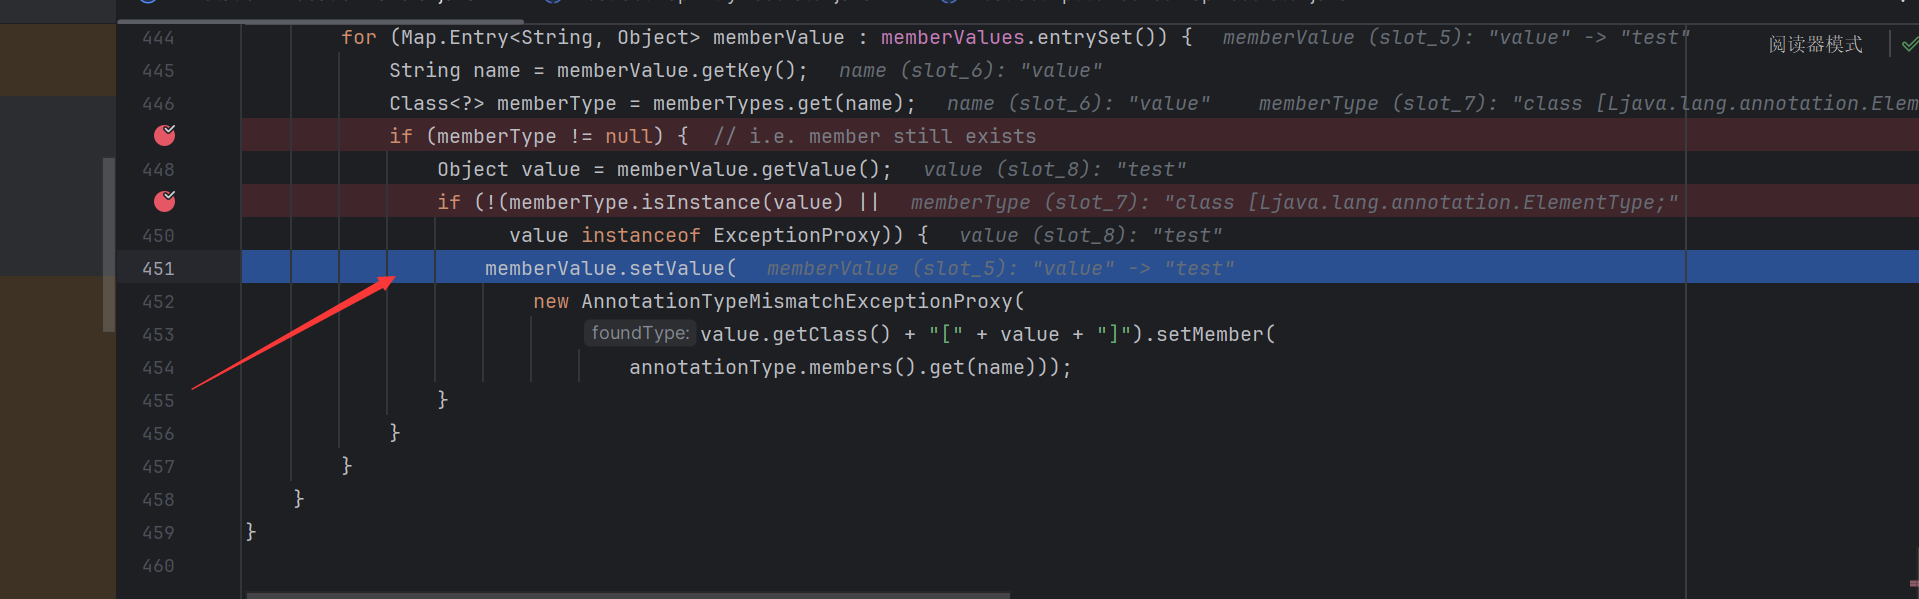 444 for (Map.Entry<String, Object> memberValue : memberValues.entrySet()) { memberValue (slot_5): "value" -> "test"
阅读器模式
445 String name = memberValue.getKey(); name (slot_6): "value"
446 Class<?> memberType = memberTypes.get(name); name (slot_6): "value" memberType (slot_7): "class [Ljava.lang.annotation.Elem
if (memberType != null) { // i.e. member still exists
448 Object value = memberValue.getValue(); value (slot_8): "test"
if (!(memberType.isInstance(value) || memberType (slot_7): "class [Ljava.lang.annotation.ElementType;"
450 value instanceof ExceptionProxy)) { value (slot_8): "test"
451 memberValue.setValue( memberValue (slot_5): "value" -> "test"
452 new AnnotationTypeMismatchExceptionProxy(
453 foundType: value.getClass() + "[" + value + "]").setMember(
454 annotationType.members().get(name)));
455 }
456 }
457 }
458 }
459 }
460